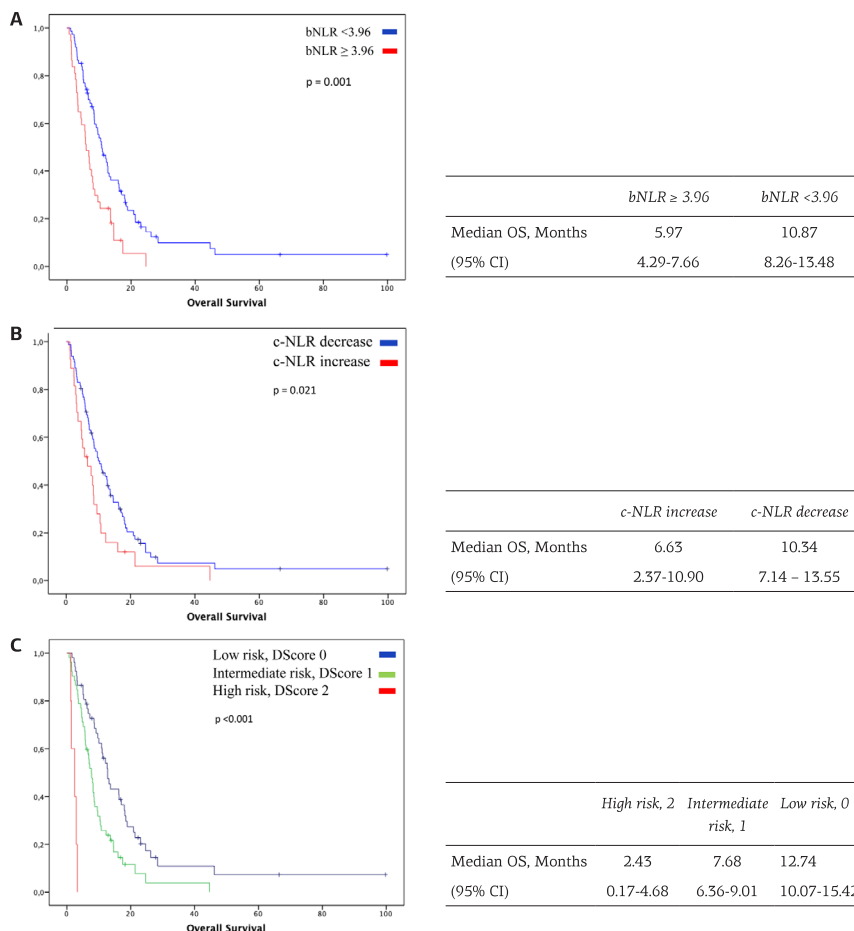 A
bNLR <3.96
bNLR ≥ 3.96
p = 0.001
1,0
0,8
0,6
0,4
0,2
0,0
0 20 40 60 80 100
Overall Survival
bNLR ≥ 3.96 bNLR <3.96
Median OS, Months 5.97 10.87
(95% CI) 4.29-7.66 8.26-13.48
B
c-NLR decrease
c-NLR increase
p = 0.021
1,0
0,8
0,6
0,4
0,2
0,0
0 20 40 60 80 100
Overall Survival
c-NLR increase c-NLR decrease
Median OS, Months 6.63 10.34
(95% CI) 2.37-10.90 7.14 – 13.55
C
Low risk, DScore 0
Intermediate risk, DScore 1
High risk, DScore 2
p <0.001
1,0
0,8
0,6
0,4
0,2
0,0
0 20 40 60 80 100
Overall Survival
High risk, 2 Intermediate Low risk, 0
risk, 1
Median OS, Months 2.43 7.68 12.74
(95% CI) 0.17-4.68 6.36-9.01 10.07-15.42